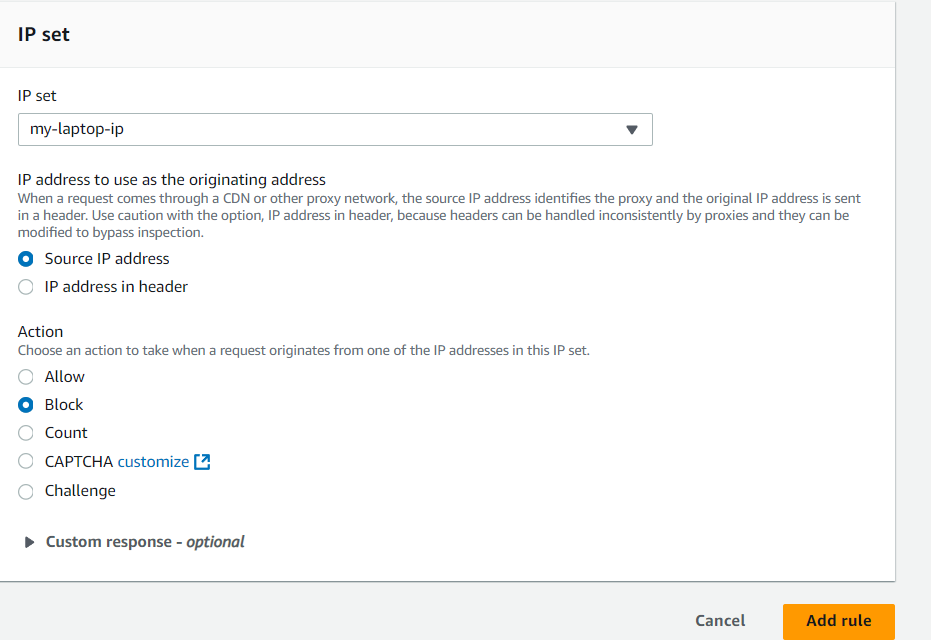 IP set
IP set
my-laptop-ip
IP address to use as the originating address
When a request comes through a CDN or other proxy network, the source IP address identifies the proxy and the original IP address is sent
in a header. Use caution with the option, IP address in header, because headers can be handled inconsistently by proxies and they can be
modified to bypass inspection.
Source IP address
IP address in header
Action
Choose an action to take when a request originates from one of the IP addresses in this IP set.
Allow
Block
Count
CAPTCHA customize
Challenge
Custom response - optional
Cancel Add rule